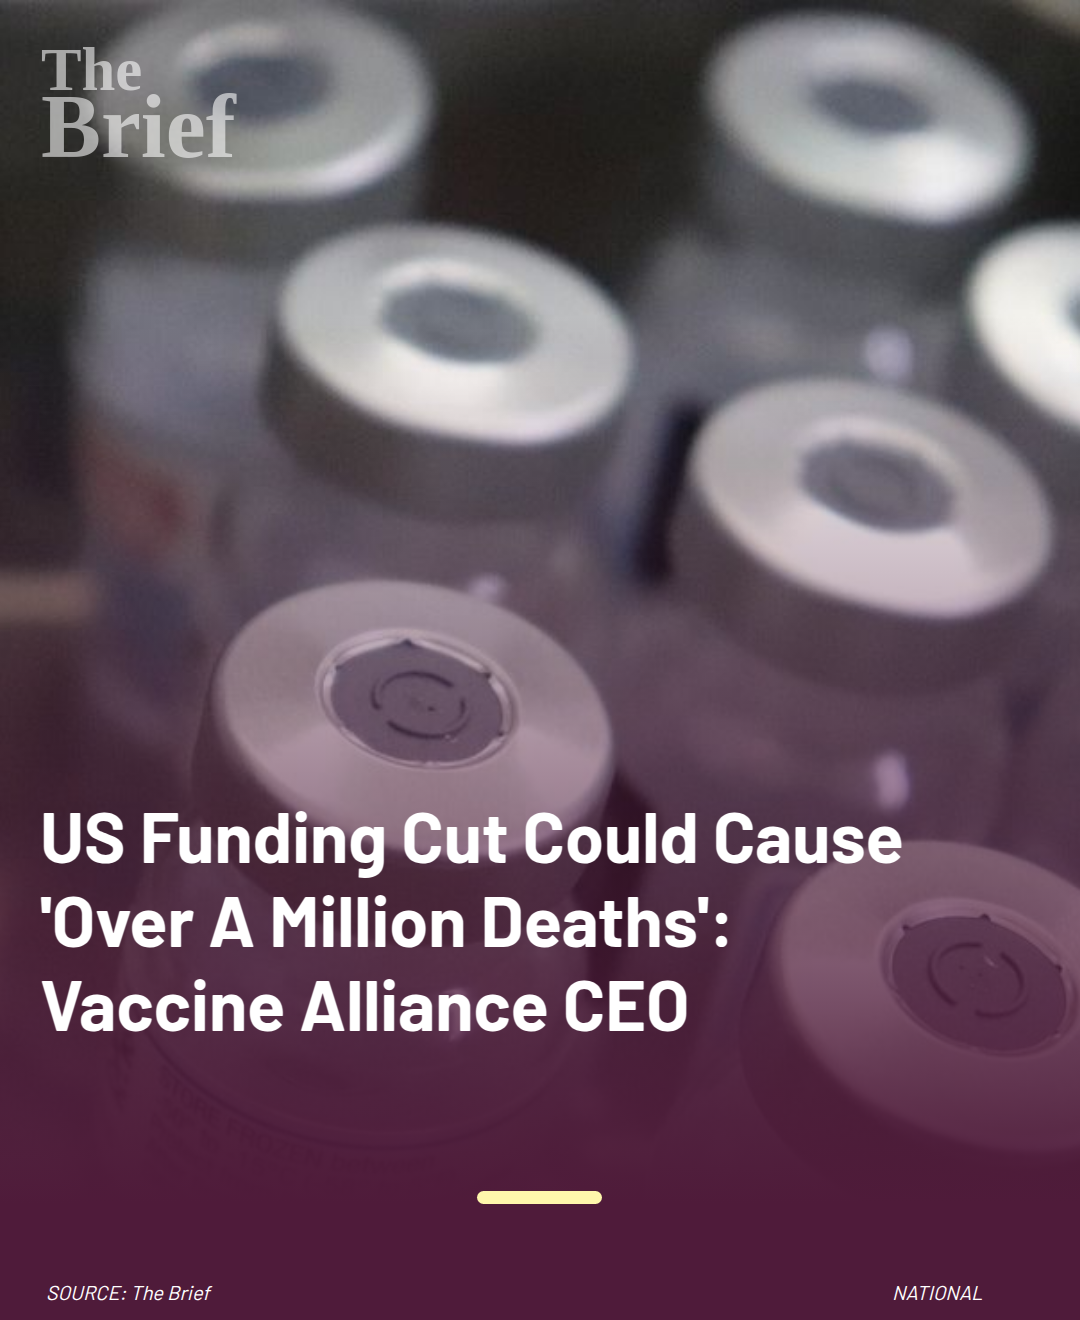 The
Brief
US Funding Cut Could Cause
'Over A Million Deaths':
Vaccine Alliance CEO
SOURCE: The Brief
NATIONAL